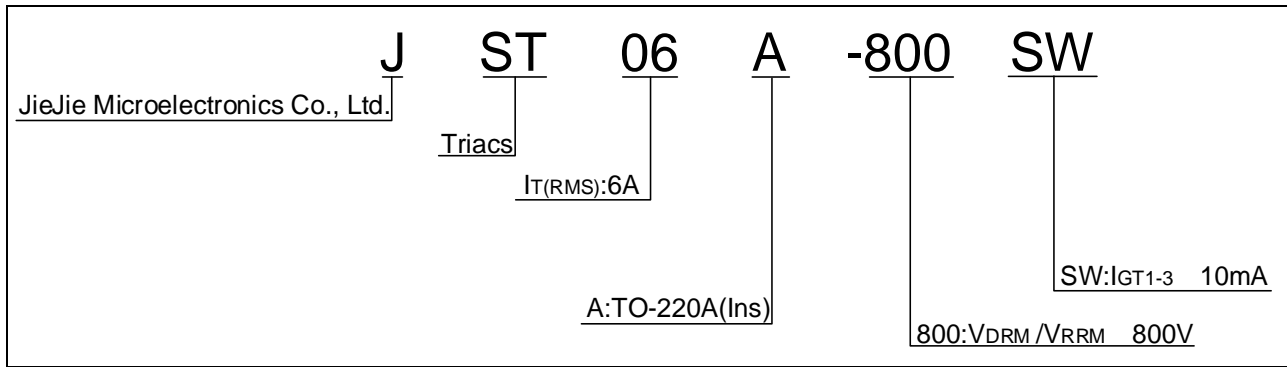 J ST 06 A -800 SW
JieJie Microelectronics Co., Ltd.
Triacs
IT(RMS):6A
SW:IGT1-3 10mA
A:TO-220A(Ins)
800:VDRM /VRRM 800V